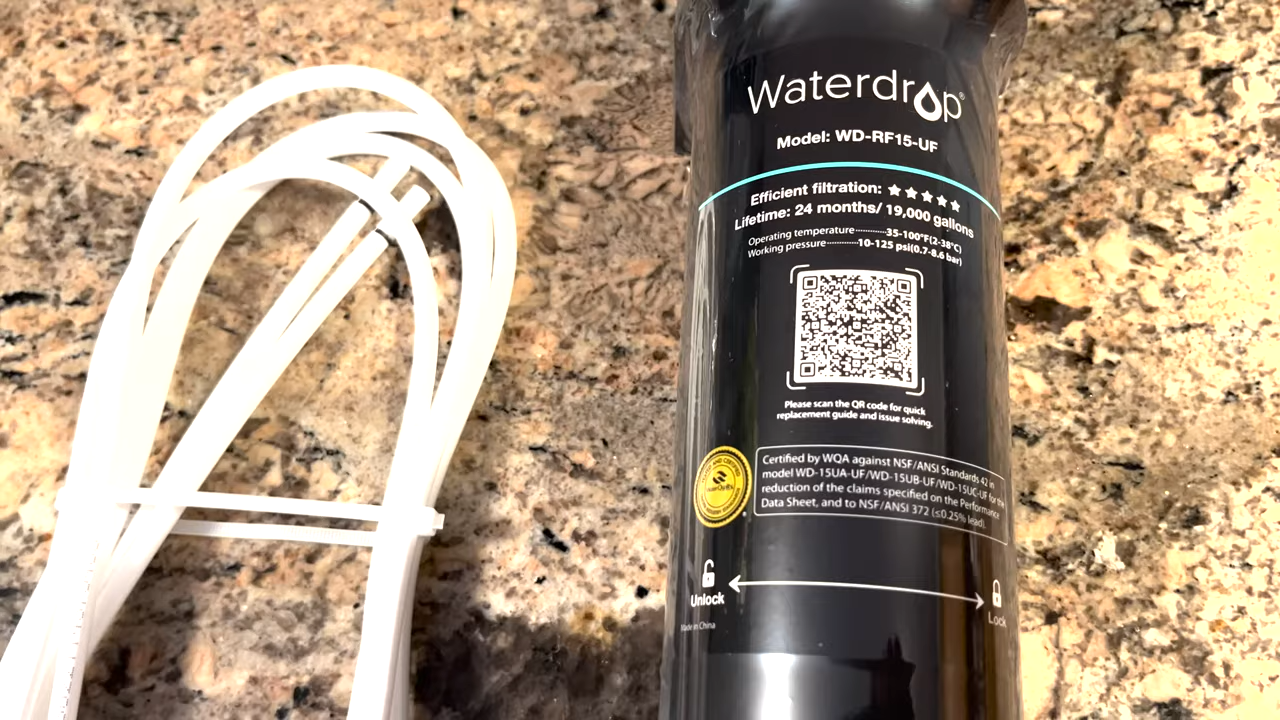 Waterdrop®
Model: WD-RF15-UF
Efficient filtration: ★★★★★
Lifetime: 24 months/ 19,000 gallons
Operating temperature............35-100°F(2-38°C)
Working pressure............10-125 psi(0.7-8.6 bar)
Please scan the QR code for quick
replacement guide and issue solving.
Certified by WQA against NSF/ANSI Standards 42 in
model WD-15UA-UF/WD-15UB-UF/WD-15UC-UF for the
reduction of the claims specified on the Performance
Data Sheet, and to NSF/ANSI 372 (≤0.25% lead).
Unlock
Lock
Made in China